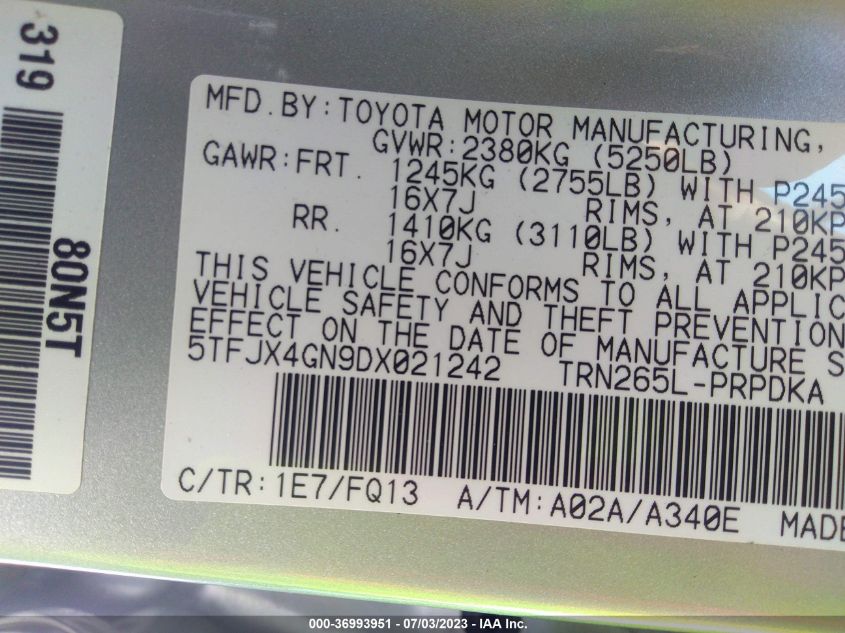 319
80N5T
MFD.BY:TOYOTA MOTOR MANUFACTURING,
GVWR:2380KG (5250LB)
GAWR:FRT. 1245KG (2755LB) WITH P245
16X7J RIMS, AT 210KP
RR. 1410KG (3110LB) WITH P245
16X7J RIMS, AT 210KP
THIS VEHICLE CONFORMS TO ALL APPLIC
VEHICLE SAFETY AND THEFT PREVENTION
EFFECT ON THE DATE OF MANUFACTURE S
5TFJX4GN9DX021242 TRN265L-PRPDKA
C/TR:1E7/FQ13 A/TM:A02A/A340E MADE
000-36993951 - 07/03/2023 - IAA Inc.